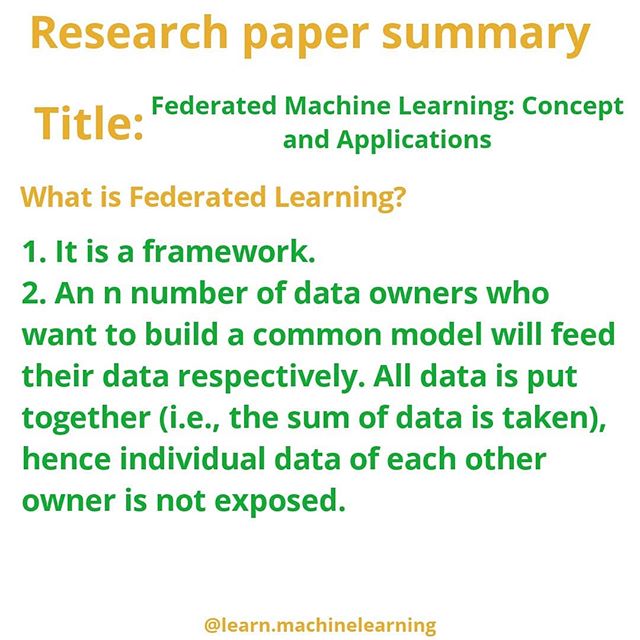 Research paper summary
Title: Federated Machine Learning: Concept
and Applications
What is Federated Learning?
1. It is a framework.
2. An n number of data owners who
want to build a common model will feed
their data respectively. All data is put
together (i.e., the sum of data is taken),
hence individual data of each other
owner is not exposed.
@learn.machinelearning